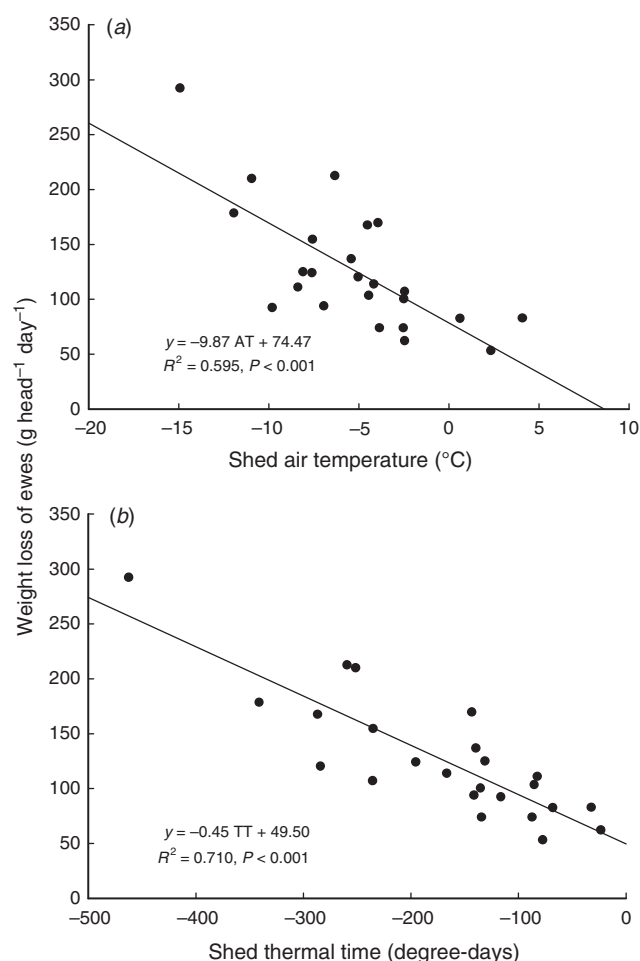 (a)
350
300
250
200
150
100
50
0
y = −9.87 AT + 74.47
R² = 0.595, P < 0.001
−20 −15 −10 −5 0 5 10
Shed air temperature (°C)
Weight loss of ewes (g head⁻¹ day⁻¹)
(b)
350
300
250
200
150
100
50
0
y = −0.45 TT + 49.50
R² = 0.710, P < 0.001
−500 −400 −300 −200 −100 0
Shed thermal time (degree-days)